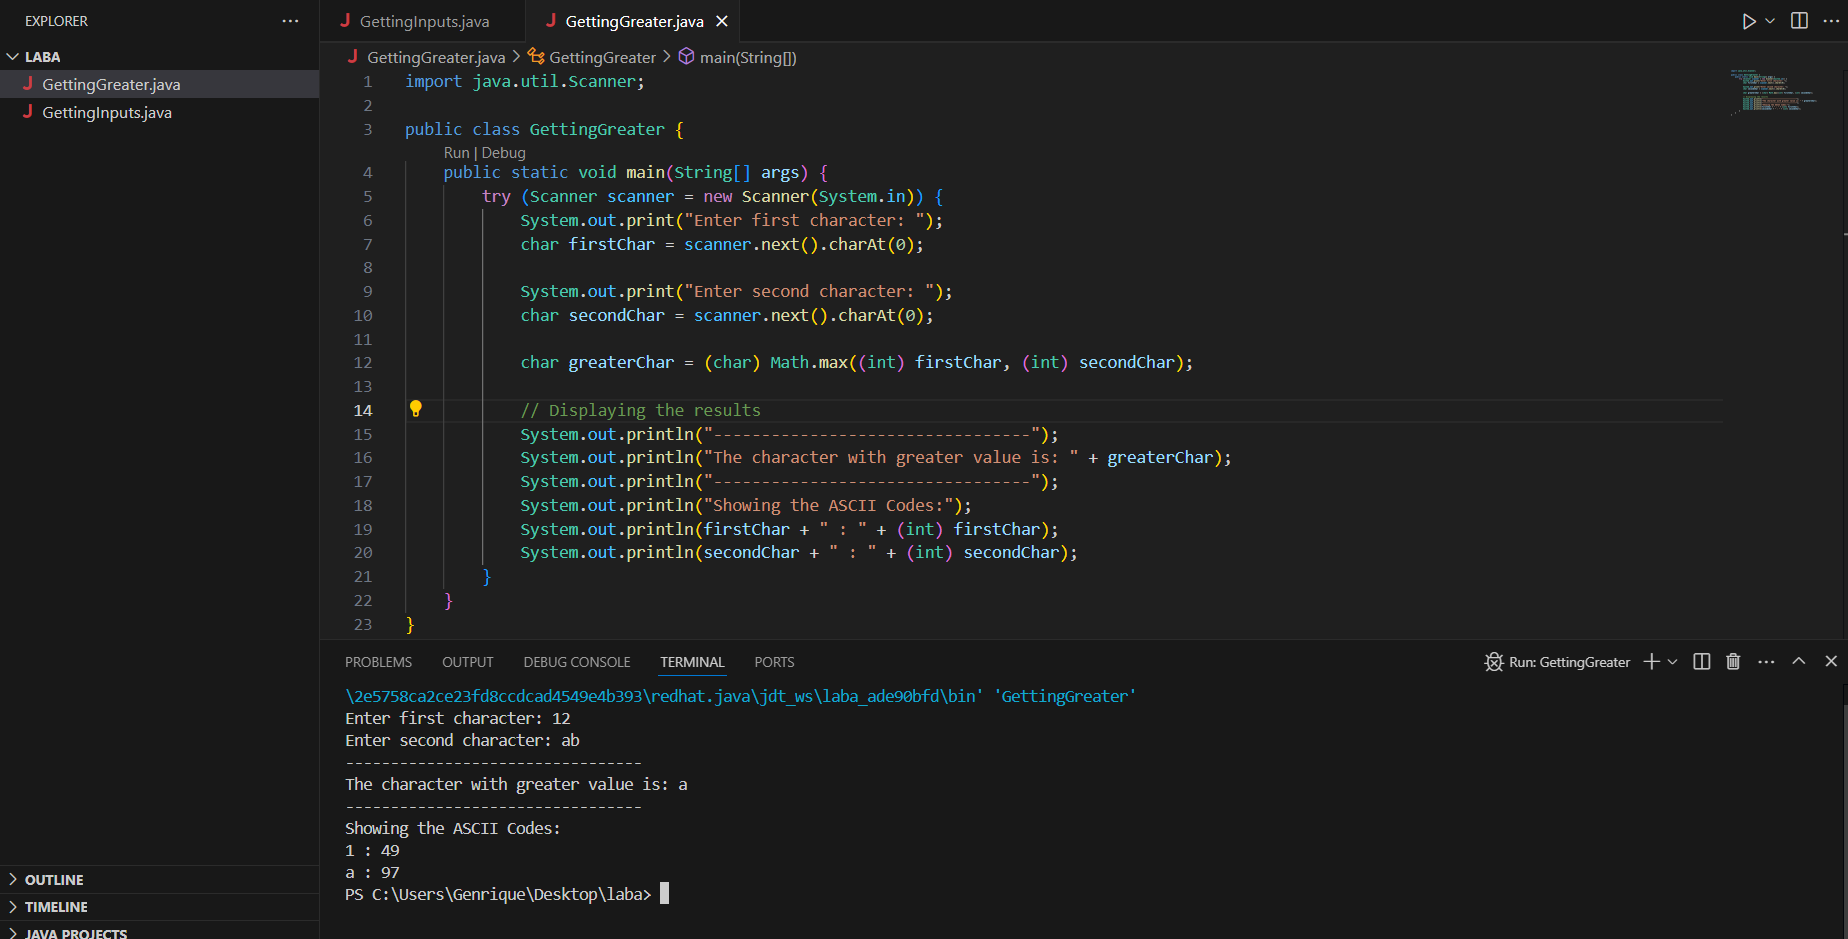 EXPLORER
LABA
GettingGreater.java
GettingInputs.java
OUTLINE
TIMELINE
JAVA PROJECTS
GettingInputs.java
GettingGreater.java
GettingGreater.java > GettingGreater > main(String[])
1 import java.util.Scanner;
2
3 public class GettingGreater {
Run | Debug
4 public static void main(String[] args) {
5 try (Scanner scanner = new Scanner(System.in)) {
6 System.out.print("Enter first character: ");
7 char firstChar = scanner.next().charAt(0);
8
9 System.out.print("Enter second character: ");
10 char secondChar = scanner.next().charAt(0);
11
12 char greaterChar = (char) Math.max((int) firstChar, (int) secondChar);
13
14 // Displaying the results
15 System.out.println("---------------------------------");
16 System.out.println("The character with greater value is: " + greaterChar);
17 System.out.println("---------------------------------");
18 System.out.println("Showing the ASCII Codes:");
19 System.out.println(firstChar + " : " + (int) firstChar);
20 System.out.println(secondChar + " : " + (int) secondChar);
21 }
22 }
23 }
PROBLEMS OUTPUT DEBUG CONSOLE TERMINAL PORTS
Run: GettingGreater
\2e5758ca2ce23fd8ccdcad4549e4b393\redhat.java\jdt_ws\laba_ade90bfd\bin' 'GettingGreater'
Enter first character: 12
Enter second character: ab
---------------------------------
The character with greater value is: a
---------------------------------
Showing the ASCII Codes:
1 : 49
a : 97
PS C:\Users\Genrique\Desktop\laba>